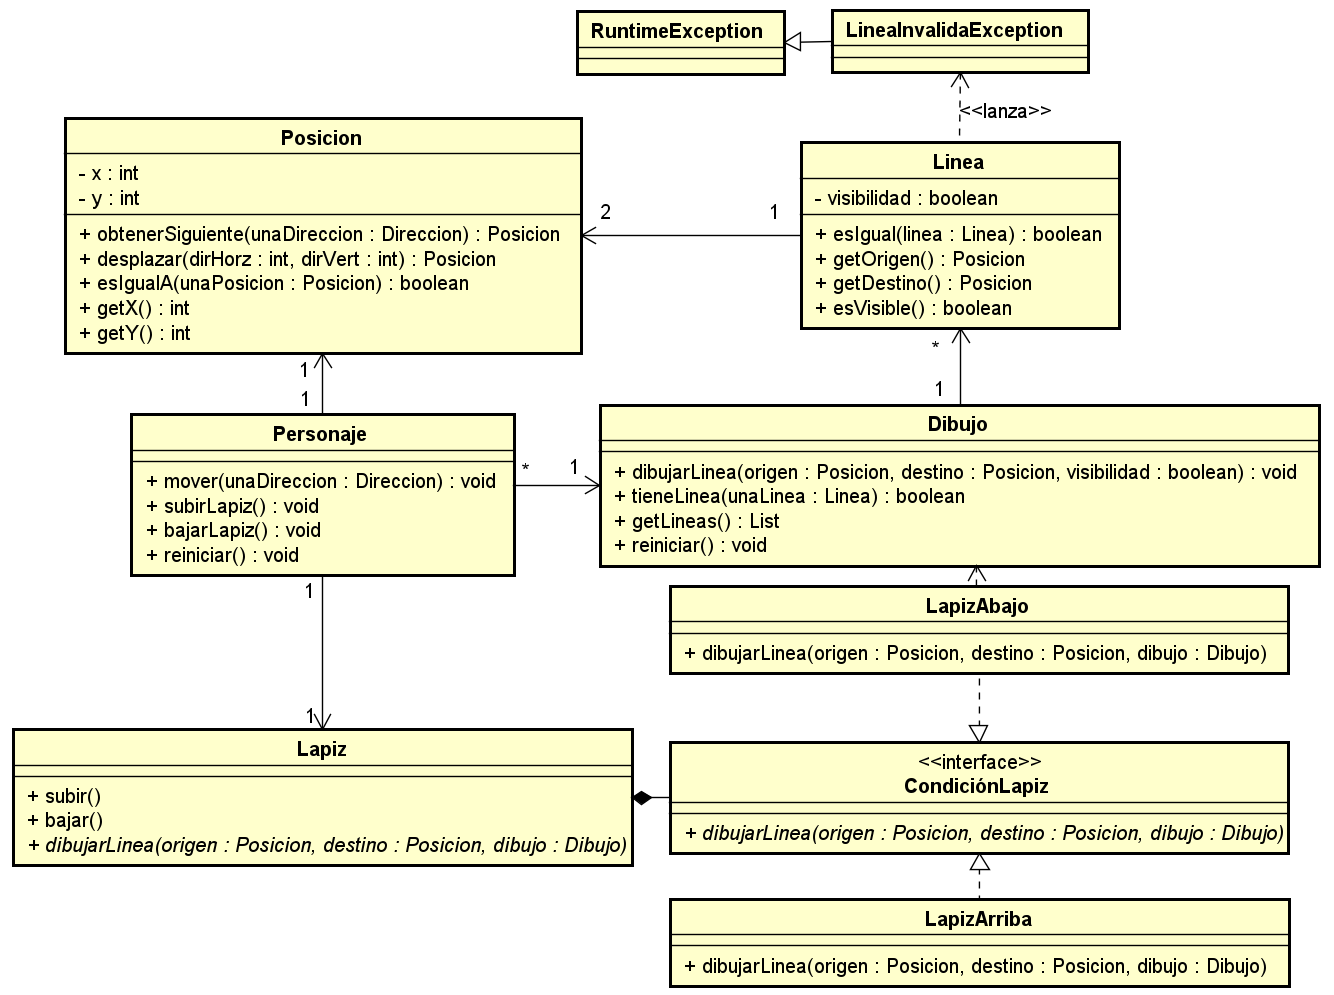 RuntimeException
LineaInvalidaException
<<lanza>>
Posicion
- x : int
- y : int
+ obtenerSiguiente(unaDireccion : Direccion) : Posicion
+ desplazar(dirHorz : int, dirVert : int) : Posicion
+ esIgualA(unaPosicion : Posicion) : boolean
+ getX() : int
+ getY() : int
2
1
Linea
- visibilidad : boolean
+ esIgual(linea : Linea) : boolean
+ getOrigen() : Posicion
+ getDestino() : Posicion
+ esVisible() : boolean
1
1
*
1
Personaje
+ mover(unaDireccion : Direccion) : void
+ subirLapiz() : void
+ bajarLapiz() : void
+ reiniciar() : void
*
1
Dibujo
+ dibujarLinea(origen : Posicion, destino : Posicion, visibilidad : boolean) : void
+ tieneLinea(unaLinea : Linea) : boolean
+ getLineas() : List
+ reiniciar() : void
1
1
LapizAbajo
+ dibujarLinea(origen : Posicion, destino : Posicion, dibujo : Dibujo)
Lapiz
+ subir()
+ bajar()
+ dibujarLinea(origen : Posicion, destino : Posicion, dibujo : Dibujo)
<<interface>>
CondiciónLapiz
+ dibujarLinea(origen : Posicion, destino : Posicion, dibujo : Dibujo)
LapizArriba
+ dibujarLinea(origen : Posicion, destino : Posicion, dibujo : Dibujo)